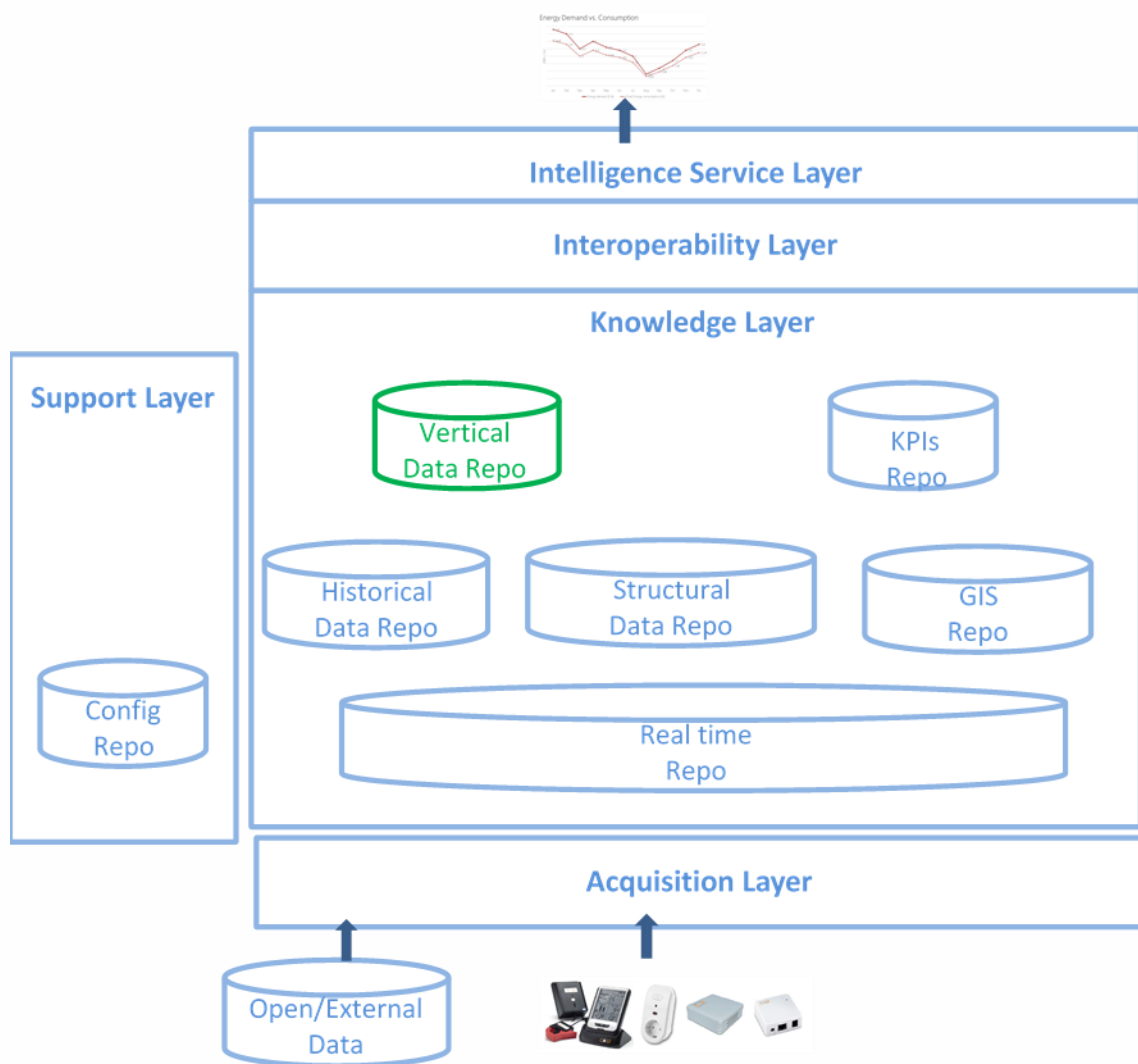 Energy Demand vs. Consumption
Intelligence Service Layer
Interoperability Layer
Knowledge Layer
Support Layer
Vertical
Data Repo
KPIs
Repo
Historical
Data Repo
Structural
Data Repo
GIS
Repo
Config
Repo
Real time
Repo
Acquisition Layer
Open/External
Data